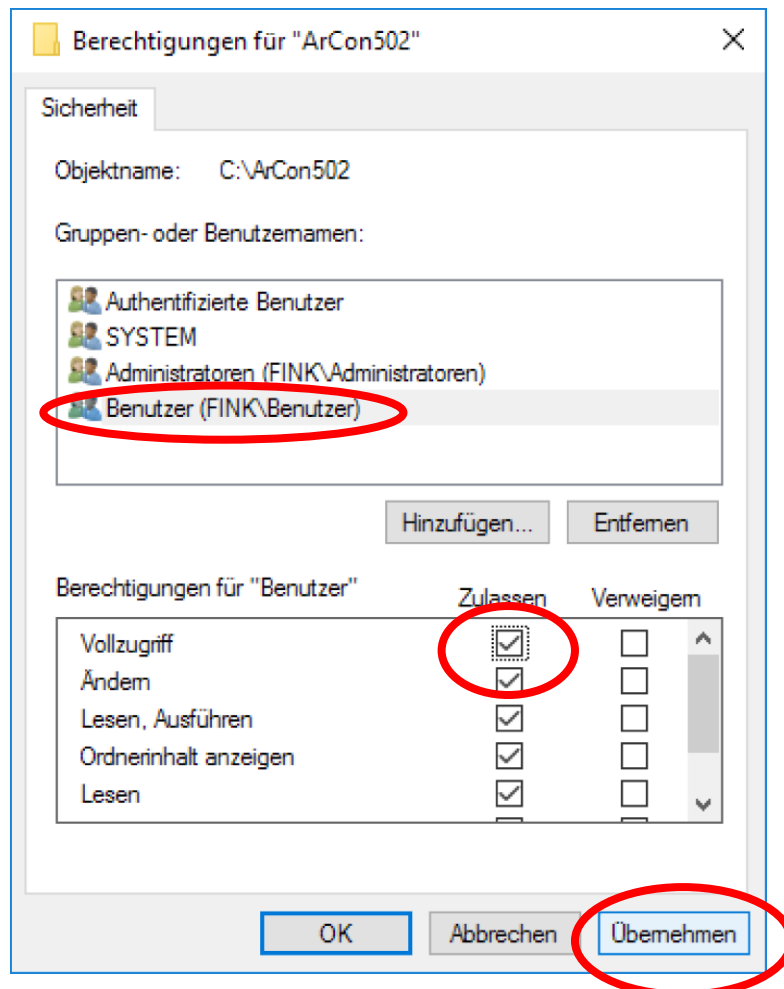 Berechtigungen für "ArCon502"
Sicherheit
Objektname: C:\ArCon502
Gruppen- oder Benutzernamen:
Authentifizierte Benutzer
SYSTEM
Administratoren (FINK\Administratoren)
Benutzer (FINK\Benutzer)
Hinzufügen... Entfernen
Berechtigungen für "Benutzer" Zulassen Verweigern
Vollzugriff
Ändern
Lesen, Ausführen
Ordnerinhalt anzeigen
Lesen
OK Abbrechen Übernehmen